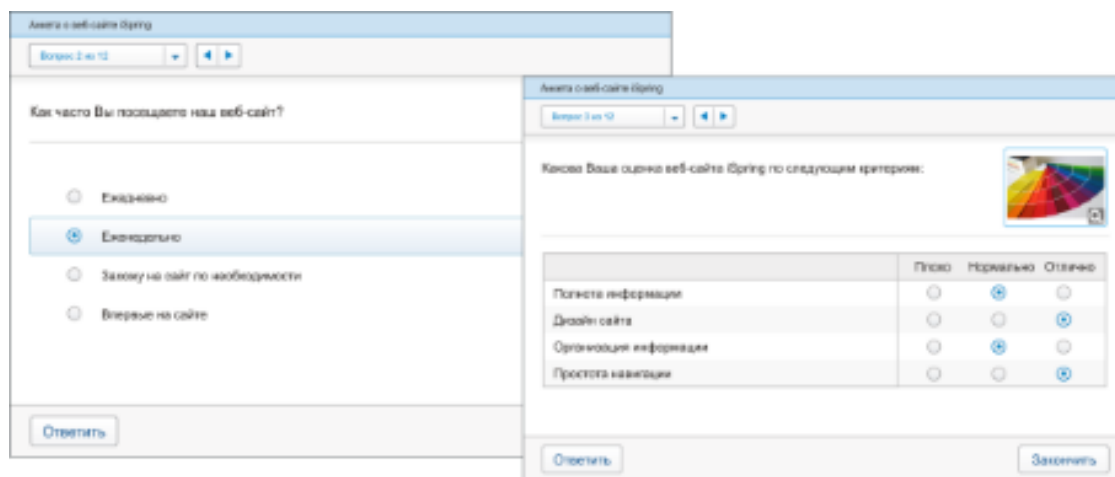 Анкета о веб-сайте iSpring
Вопрос 2 из 12
Как часто Вы посещаете наш веб-сайт?
Ежедневно
Еженедельно
Захожу на сайт по необходимости
Впервые на сайте
Ответить
Анкета о веб-сайте iSpring
Вопрос 3 из 12
Какова Ваша оценка веб-сайта iSpring по следующим критериям:
Плохо Нормально Отлично
Полнота информации
Дизайн сайта
Организация информации
Простота навигации
Ответить Закончить